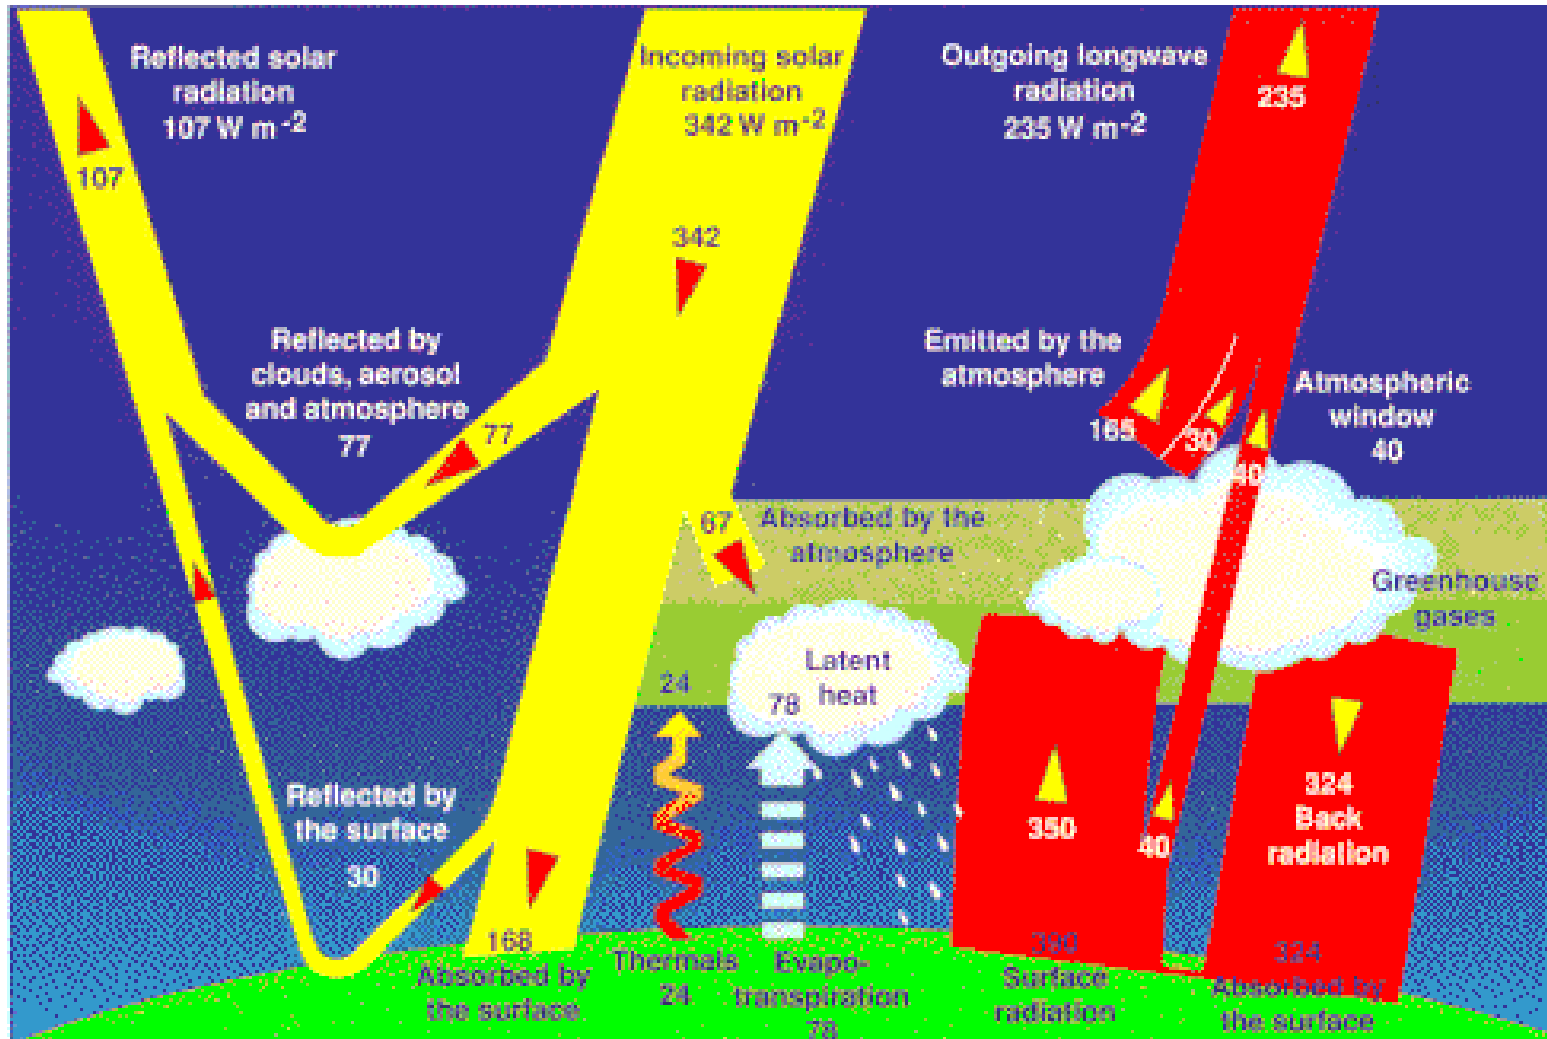 Reflected solar
radiation
107 W m-2
107
Incoming solar
radiation
342 W m-2
342
Outgoing longwave
radiation
235 W m-2
235
Reflected by
clouds, aerosol
and atmosphere
77
77
Emitted by the
atmosphere
165
30
40
Atmospheric
window
40
67
Absorbed by the
atmosphere
Greenhouse
gases
24
Latent
heat
78
Reflected by
the surface
30
350
40
324
Back
radiation
168
Absorbed by
the surface
Thermals
24
Evapo-
transpiration
78
390
Surface
radiation
324
Absorbed by
the surface